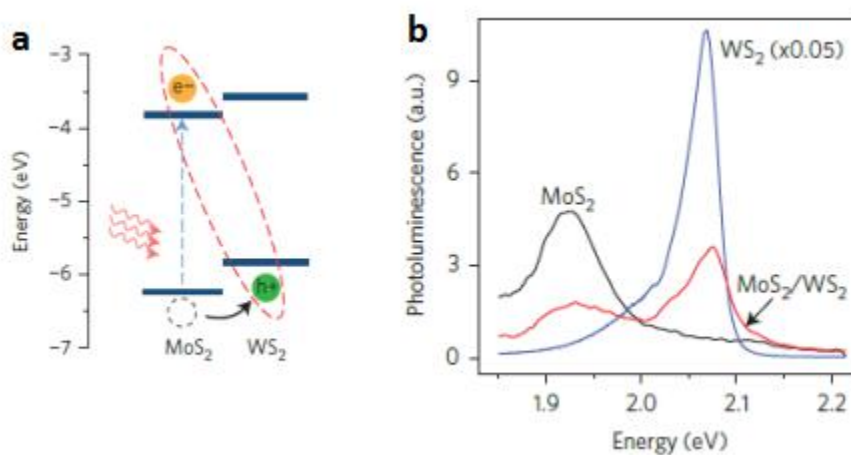 a
Energy (eV)
−3
−4
−5
−6
−7
e−
h+
MoS₂
WS₂
b
Photoluminescence (a.u.)
9
6
3
0
WS₂ (x0.05)
MoS₂
MoS₂/WS₂
1.9
2.0
2.1
2.2
Energy (eV)